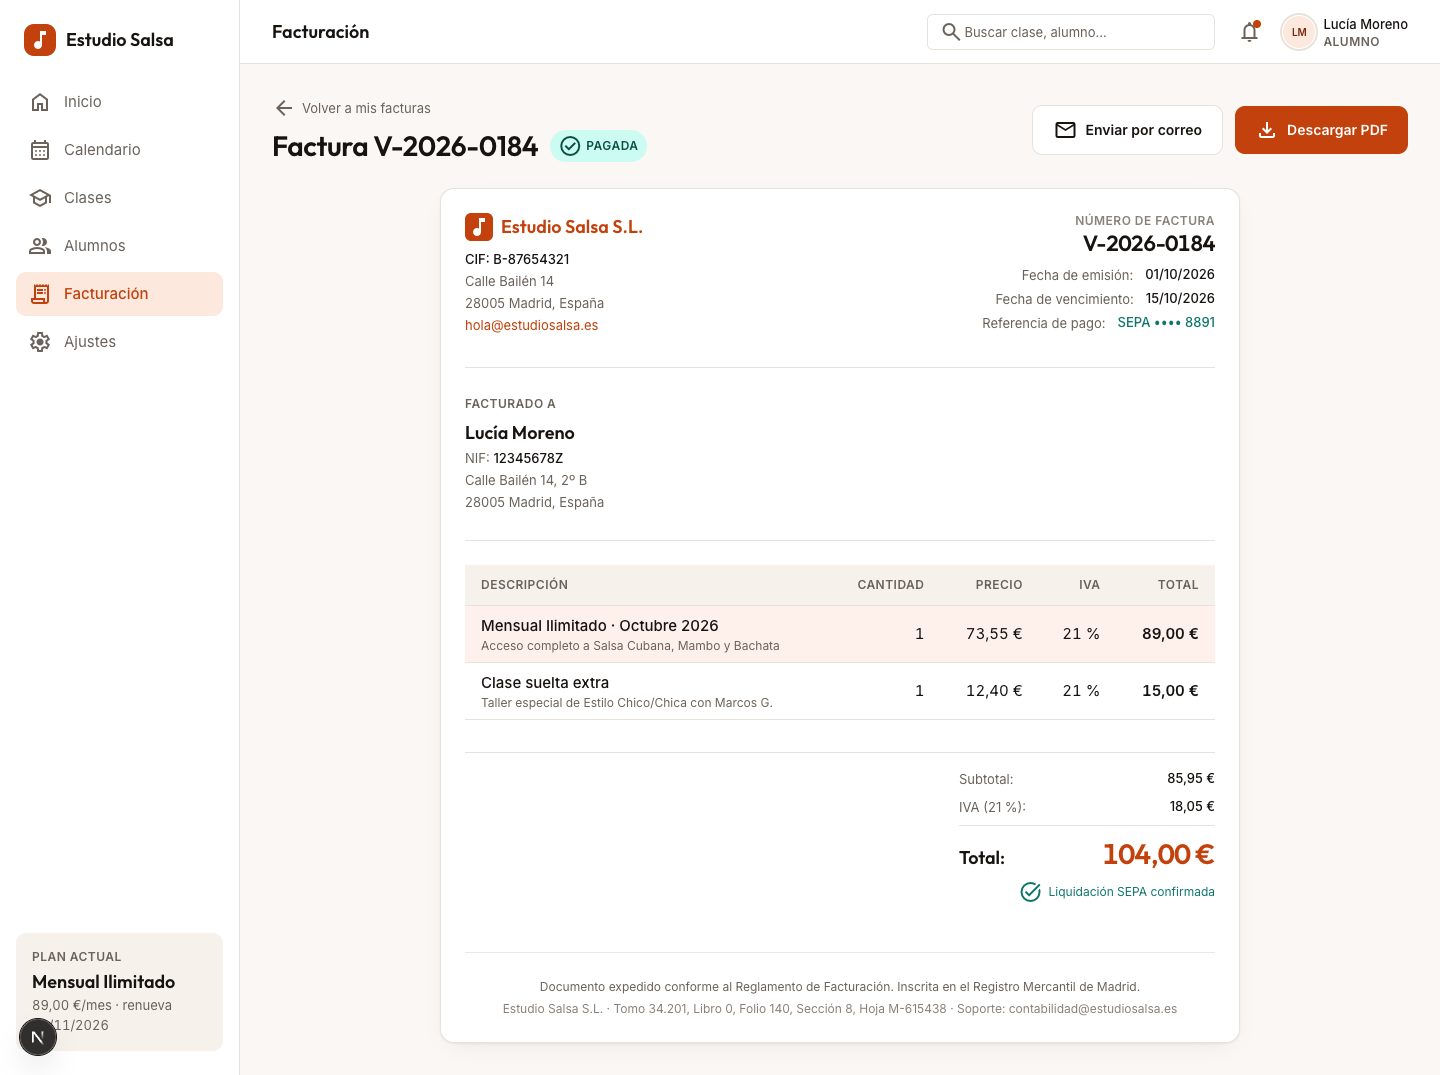 Estudio Salsa
Inicio
Calendario
Clases
Alumnos
Facturación
Ajustes
PLAN ACTUAL
Mensual Ilimitado
89,00 €/mes · renueva
/11/2026
N
Facturación
Buscar clase, alumno...
LM
Lucía Moreno
ALUMNO
Volver a mis facturas
Factura V-2026-0184
PAGADA
Enviar por correo
Descargar PDF
Estudio Salsa S.L.
CIF: B-87654321
Calle Bailén 14
28005 Madrid, España
hola@estudiosalsa.es
NÚMERO DE FACTURA
V-2026-0184
Fecha de emisión: 01/10/2026
Fecha de vencimiento: 15/10/2026
Referencia de pago: SEPA •••• 8891
FACTURADO A
Lucía Moreno
NIF: 12345678Z
Calle Bailén 14, 2º B
28005 Madrid, España
DESCRIPCIÓN CANTIDAD PRECIO IVA TOTAL
Mensual Ilimitado · Octubre 2026 1 73,55 € 21 % 89,00 €
Acceso completo a Salsa Cubana, Mambo y Bachata
Clase suelta extra 1 12,40 € 21 % 15,00 €
Taller especial de Estilo Chico/Chica con Marcos G.
Subtotal: 85,95 €
IVA (21 %): 18,05 €
Total: 104,00 €
Liquidación SEPA confirmada
Documento expedido conforme al Reglamento de Facturación. Inscrita en el Registro Mercantil de Madrid.
Estudio Salsa S.L. · Tomo 34.201, Libro 0, Folio 140, Sección 8, Hoja M-615438 · Soporte: contabilidad@estudiosalsa.es